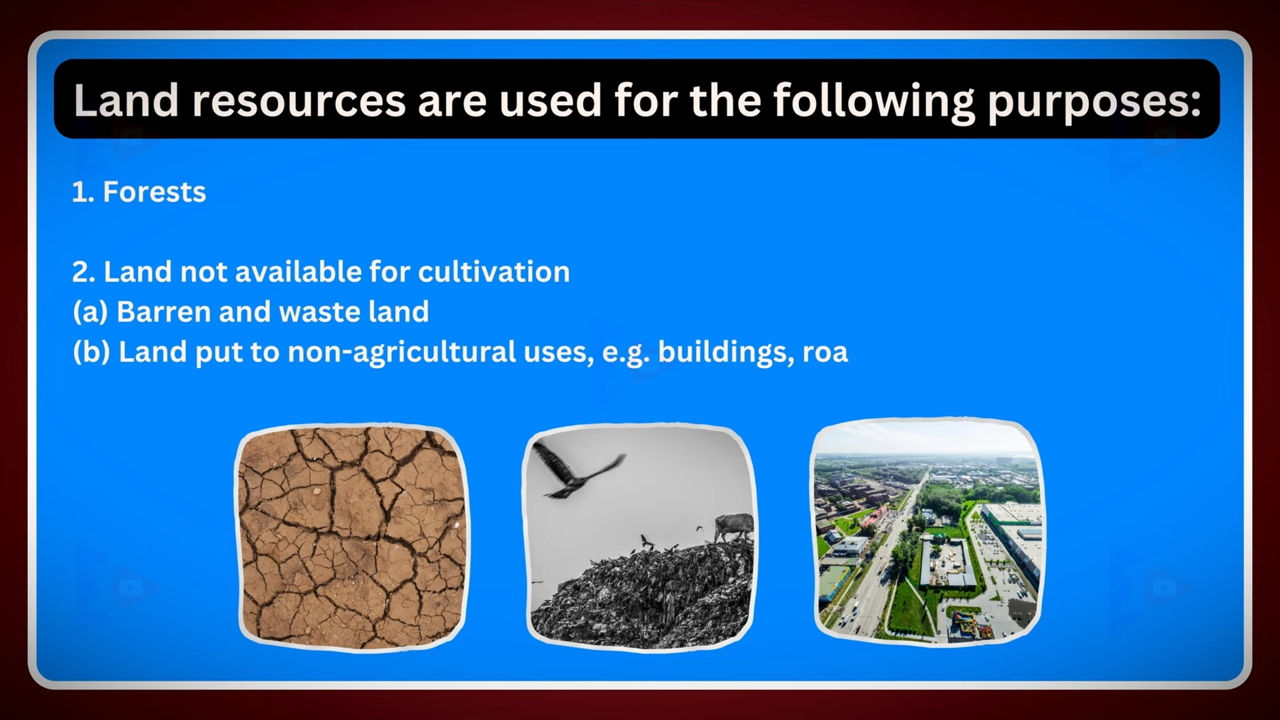 Land resources are used for the following purposes:
1. Forests
2. Land not available for cultivation
(a) Barren and waste land
(b) Land put to non-agricultural uses, e.g. buildings, roa